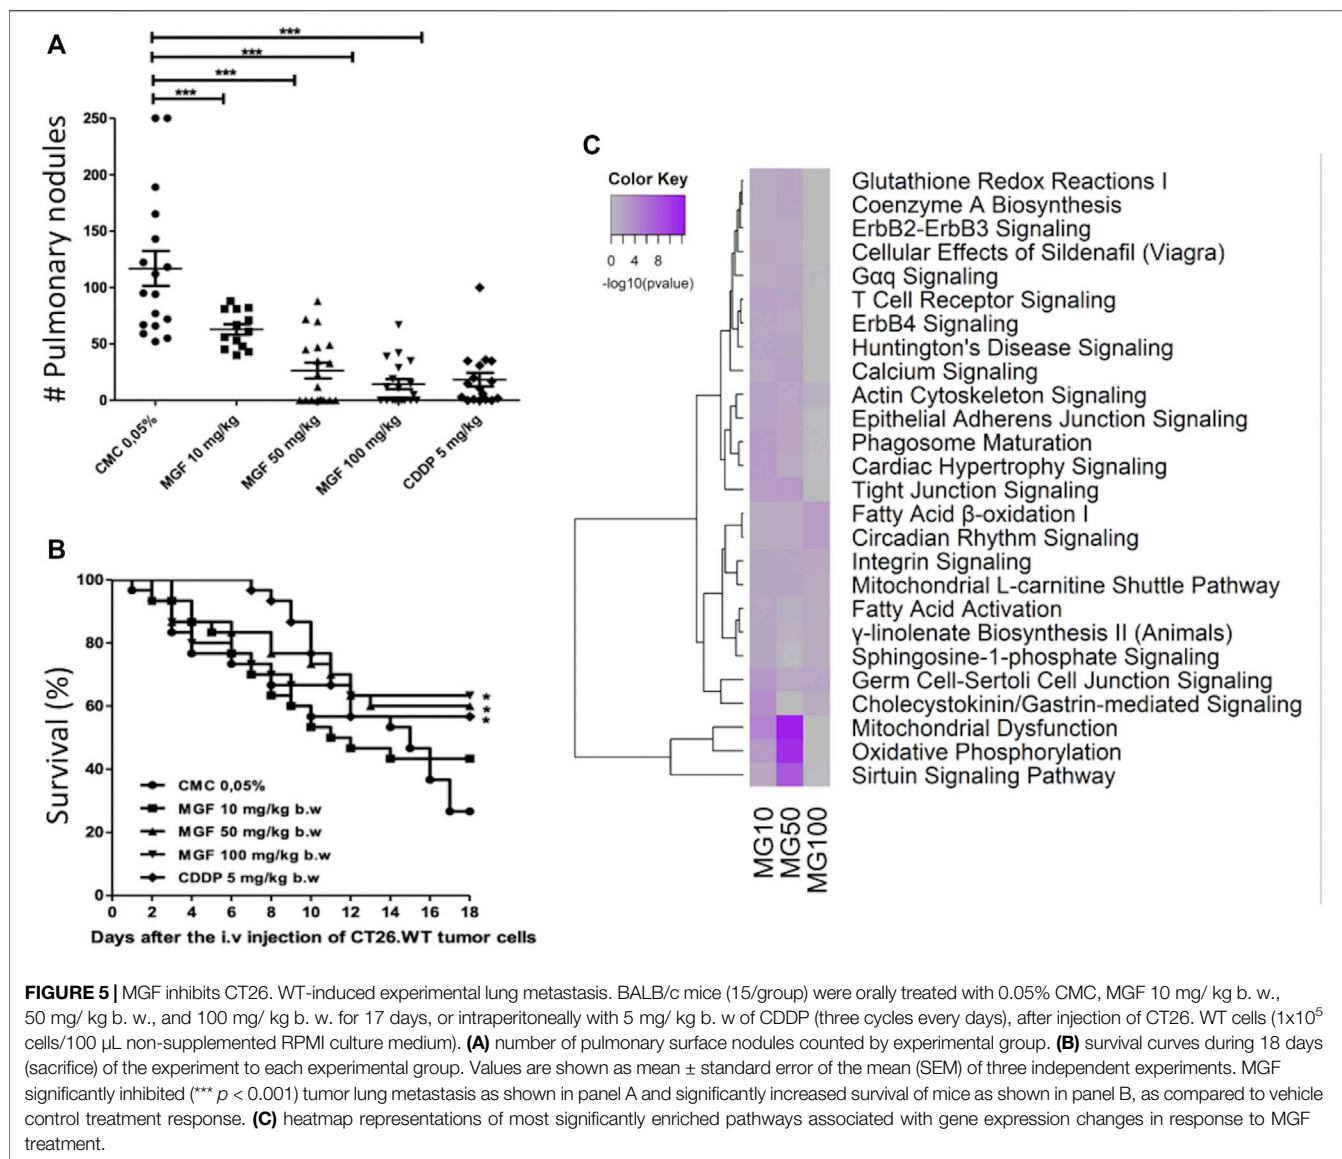 A
***
***
***
***
# Pulmonary nodules
250
200
150
100
50
0
CMC 0,05%
MGF 10 mg/kg
MGF 50 mg/kg
MGF 100 mg/kg
CDDP 5 mg/kg
B
Survival (%)
100
80
60
40
20
0
*
*
*
CMC 0,05%
MGF 10 mg/kg b.w
MGF 50 mg/kg b.w
MGF 100 mg/kg b.w
CDDP 5 mg/kg b.w
0 2 4 6 8 10 12 14 16 18
Days after the i.v injection of CT26.WT tumor cells
C
Color Key
0 4 8
-log10(pvalue)
Glutathione Redox Reactions I
Coenzyme A Biosynthesis
ErbB2-ErbB3 Signaling
Cellular Effects of Sildenafil (Viagra)
Gαq Signaling
T Cell Receptor Signaling
ErbB4 Signaling
Huntington's Disease Signaling
Calcium Signaling
Actin Cytoskeleton Signaling
Epithelial Adherens Junction Signaling
Phagosome Maturation
Cardiac Hypertrophy Signaling
Tight Junction Signaling
Fatty Acid β-oxidation I
Circadian Rhythm Signaling
Integrin Signaling
Mitochondrial L-carnitine Shuttle Pathway
Fatty Acid Activation
γ-linolenate Biosynthesis II (Animals)
Sphingosine-1-phosphate Signaling
Germ Cell-Sertoli Cell Junction Signaling
Cholecystokinin/Gastrin-mediated Signaling
Mitochondrial Dysfunction
Oxidative Phosphorylation
Sirtuin Signaling Pathway
MG10
MG50
MG100
FIGURE 5 | MGF inhibits CT26. WT-induced experimental lung metastasis. BALB/c mice (15/group) were orally treated with 0.05% CMC, MGF 10 mg/ kg b. w.,
50 mg/ kg b. w., and 100 mg/ kg b. w. for 17 days, or intraperitoneally with 5 mg/ kg b. w of CDDP (three cycles every days), after injection of CT26. WT cells (1x10⁵
cells/100 µL non-supplemented RPMI culture medium). (A) number of pulmonary surface nodules counted by experimental group. (B) survival curves during 18 days
(sacrifice) of the experiment to each experimental group. Values are shown as mean ± standard error of the mean (SEM) of three independent experiments. MGF
significantly inhibited (*** p < 0.001) tumor lung metastasis as shown in panel A and significantly increased survival of mice as shown in panel B, as compared to vehicle
control treatment response. (C) heatmap representations of most significantly enriched pathways associated with gene expression changes in response to MGF
treatment.